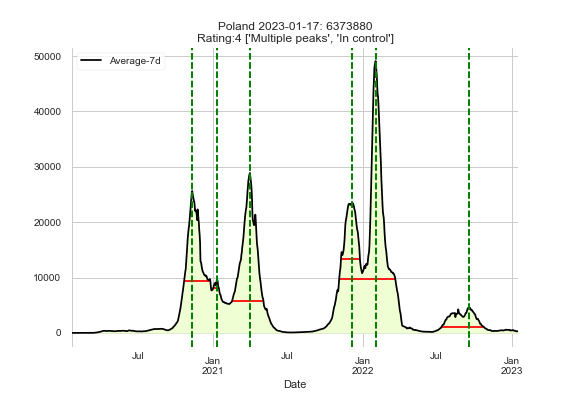 Poland 2023-01-17: 6373880
Rating:4 ['Multiple peaks', 'In control']
Average-7d
50000
40000
30000
20000
10000
0
Jul
Jan
2021
Jul
Jan
2022
Jul
Jan
2023
Date